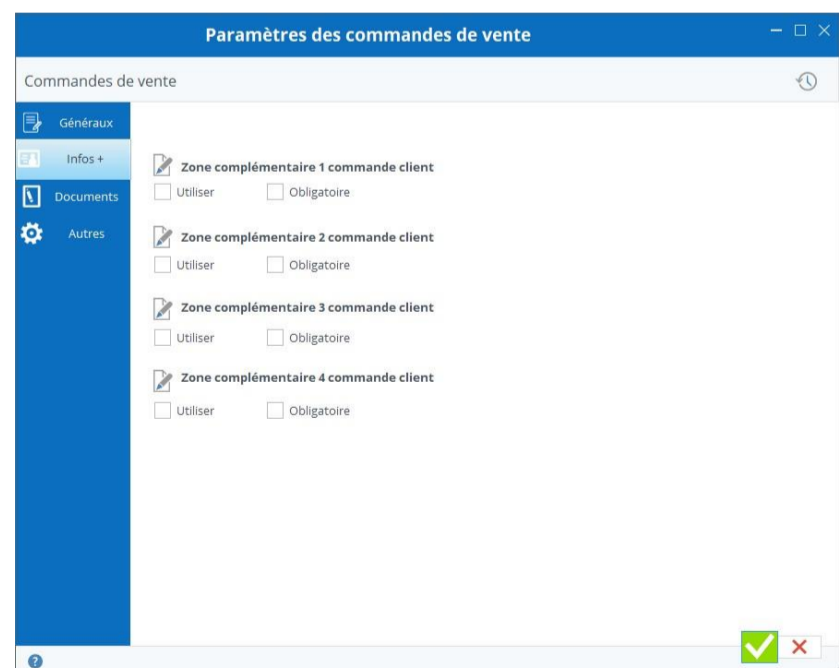 Paramètres des commandes de vente
Commandes de vente
Généraux
Infos +
Documents
Autres
Zone complémentaire 1 commande client
Utiliser Obligatoire
Zone complémentaire 2 commande client
Utiliser Obligatoire
Zone complémentaire 3 commande client
Utiliser Obligatoire
Zone complémentaire 4 commande client
Utiliser Obligatoire